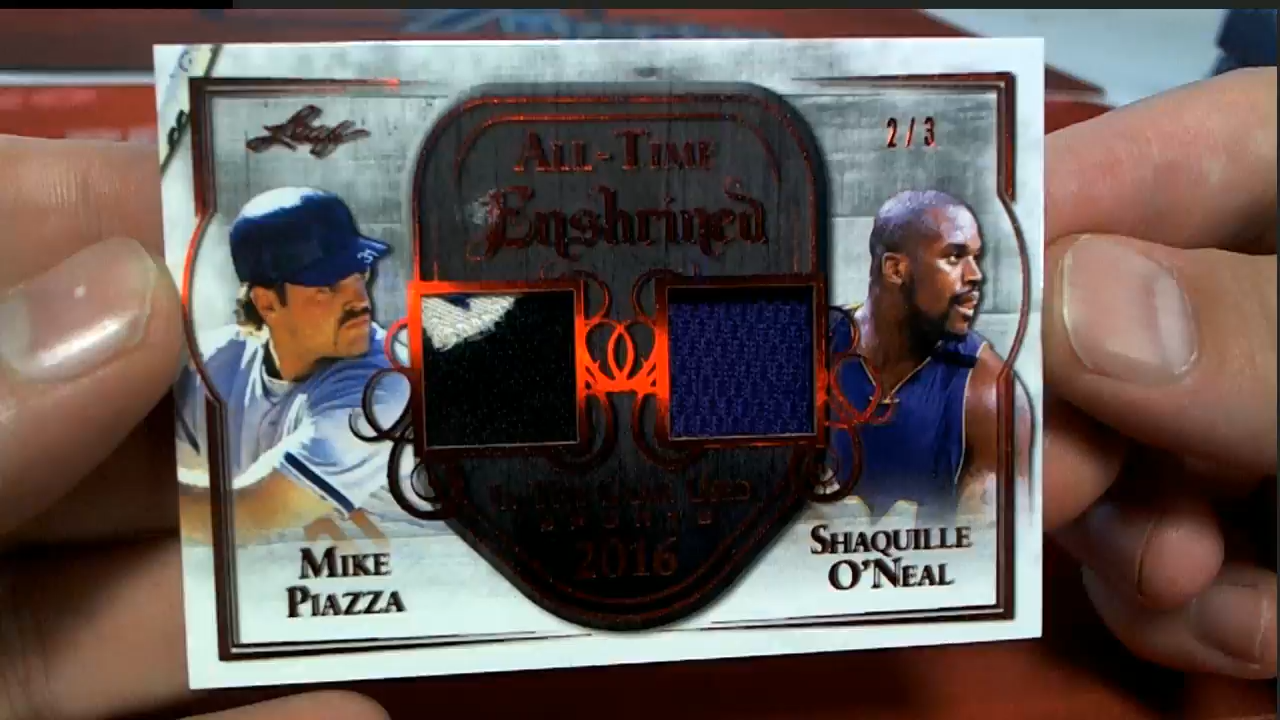 Leaf
2/3
All-Time
Enshrined
2016
Mike
Piazza
Shaquille
O'Neal